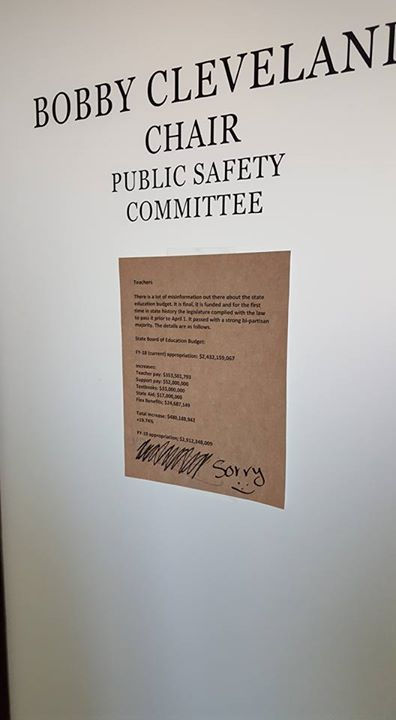 BOBBY CLEVELAN
CHAIR
PUBLIC SAFETY
COMMITTEE
Teachers
There is a lot of misinformation out there about the state
education budget. It is final, it is funded and for the first
time in state history the legislature complied with the law
to pass it prior to April 1. It passed with a strong bi-partisan
majority. The details are as follows.
State Board of Education Budget:
FY-18 (current) appropriation: $2,432,159,067
Increases:
Teacher pay: $353,501,793
Support pay: $52,000,000
Textbooks: $33,000,000
State Aid: $17,000,000
Flex Benefits: $24,687,149
Total increase: $480,188,942
+19.74%
FY-19 appropriation: $2,912,348,009
Sorry